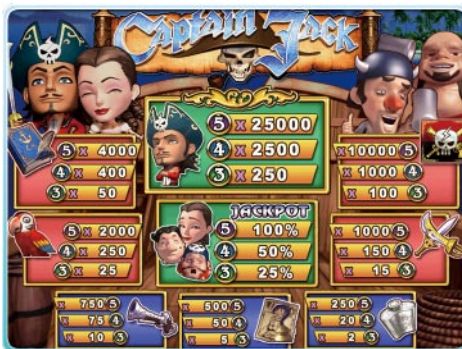 Captain Jack
5 x 25000
4 x 2500
3 x 250
5 x 4000
4 x 400
3 x 50
x 10000 5
x 1000 4
x 100 3
5 x 2000
4 x 250
3 x 25
JACKPOT
5 100%
4 50%
3 25%
x 1000 5
x 150 4
x 15 3
x 750 5
x 75 4
x 10 3
x 500 5
x 50 4
x 5 3
x 250 5
x 20 4
x 2 3